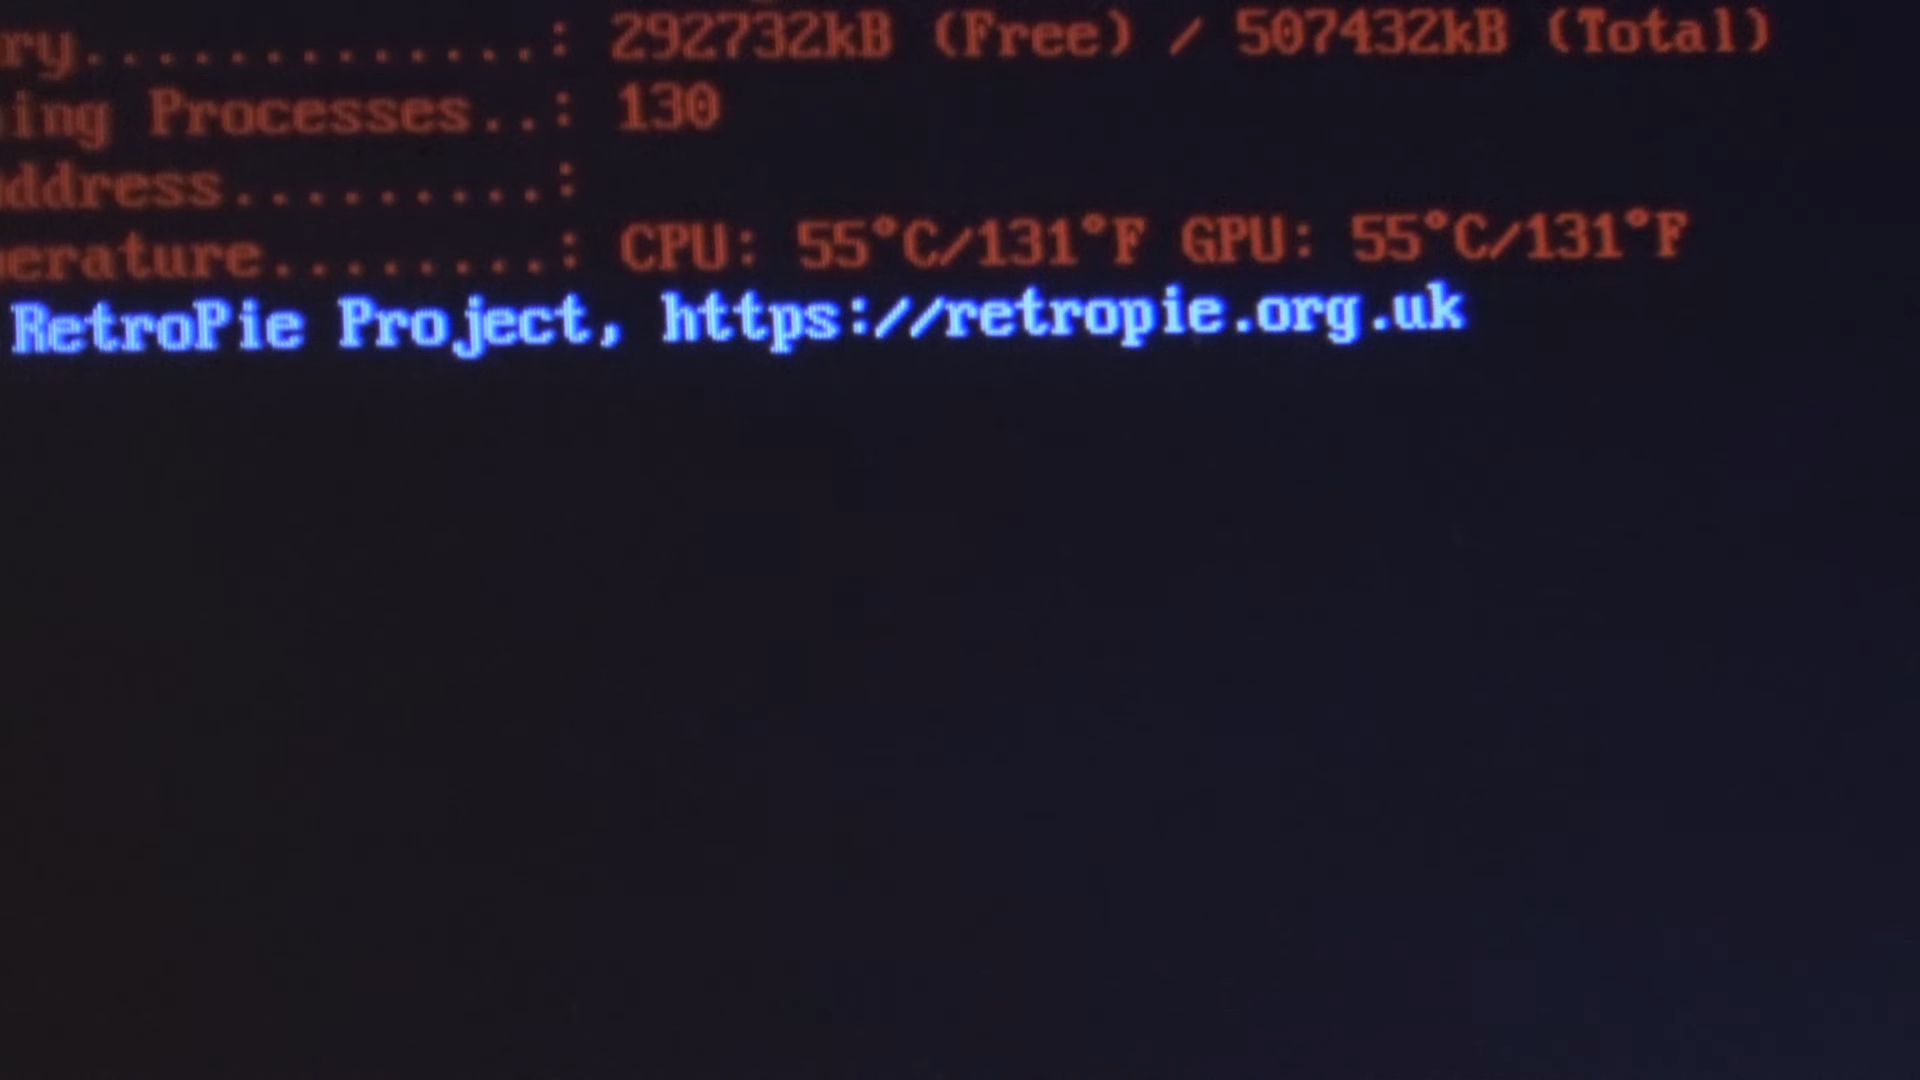 ry.............: 292732kB (Free) / 507432kB (Total)
ing Processes..: 130
ddress.........:
erature........: CPU: 55°C/131°F GPU: 55°C/131°F
RetroPie Project, https://retropie.org.uk